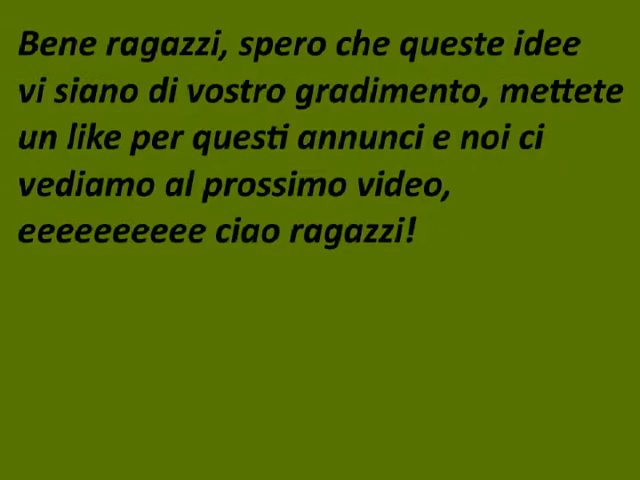 Bene ragazzi, spero che queste idee
vi siano di vostro gradimento, mettete
un like per questi annunci e noi ci
vediamo al prossimo video,
eeeeeeeeee ciao ragazzi!